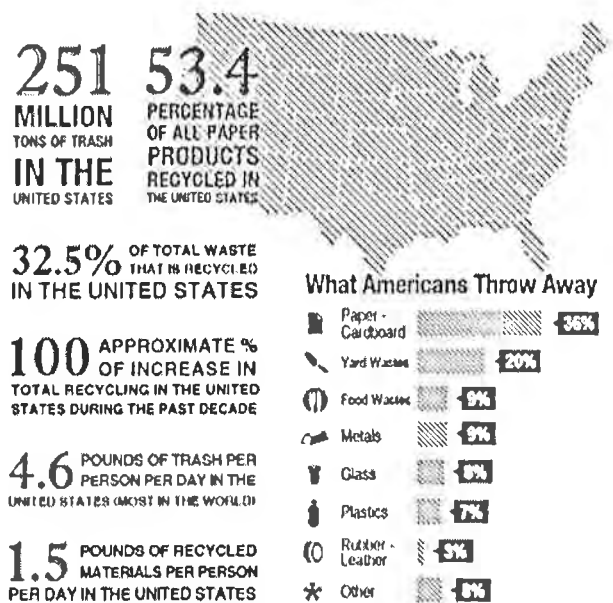 251
MILLION
TONS OF TRASH
IN THE
UNITED STATES
53.4
PERCENTAGE
OF ALL PAPER
PRODUCTS
RECYCLED IN
THE UNITED STATES
32.5% OF TOTAL WASTE
THAT IS RECYCLED
IN THE UNITED STATES
100 APPROXIMATE %
OF INCREASE IN
TOTAL RECYCLING IN THE UNITED
STATES DURING THE PAST DECADE
4.6 POUNDS OF TRASH PER
PERSON PER DAY IN THE
UNITED STATES (MOST IN THE WORLD)
1.5 POUNDS OF RECYCLED
MATERIALS PER PERSON
PER DAY IN THE UNITED STATES
What Americans Throw Away
Paper -
Cardboard
36%
Yard Wastes 20%
Food Wastes 9%
Metals 9%
Glass 8%
Plastics 7%
Rubber -
Leather
3%
Other 8%